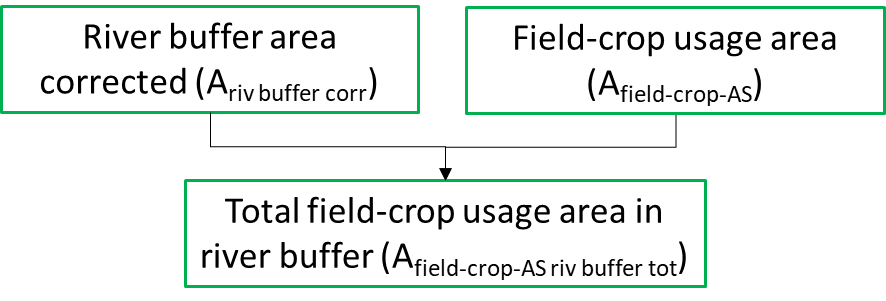 River buffer area
corrected (Ariv buffer corr)
Field-crop usage area
(Afield-crop-AS)
Total field-crop usage area in
river buffer (Afield-crop-AS riv buffer tot)